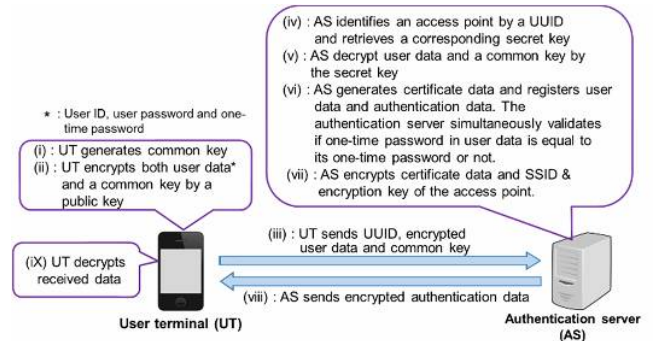 (iv) : AS identifies an access point by a UUID
and retrieves a corresponding secret key
(v) : AS decrypt user data and a common key by
the secret key
(vi) : AS generates certificate data and registers user
data and authentication data. The
authentication server simultaneously validates
if one-time password in user data is equal to
its one-time password or not.
(vii) : AS encrypts certificate data and SSID &
encryption key of the access point.
* : User ID, user password and one-
time password
(i) : UT generates common key
(ii) : UT encrypts both user data*
and a common key by a
public key
(iX) UT decrypts
received data
(iii) : UT sends UUID, encrypted
user data and common key
(viii) : AS sends encrypted authentication data
User terminal (UT)
Authentication server
(AS)